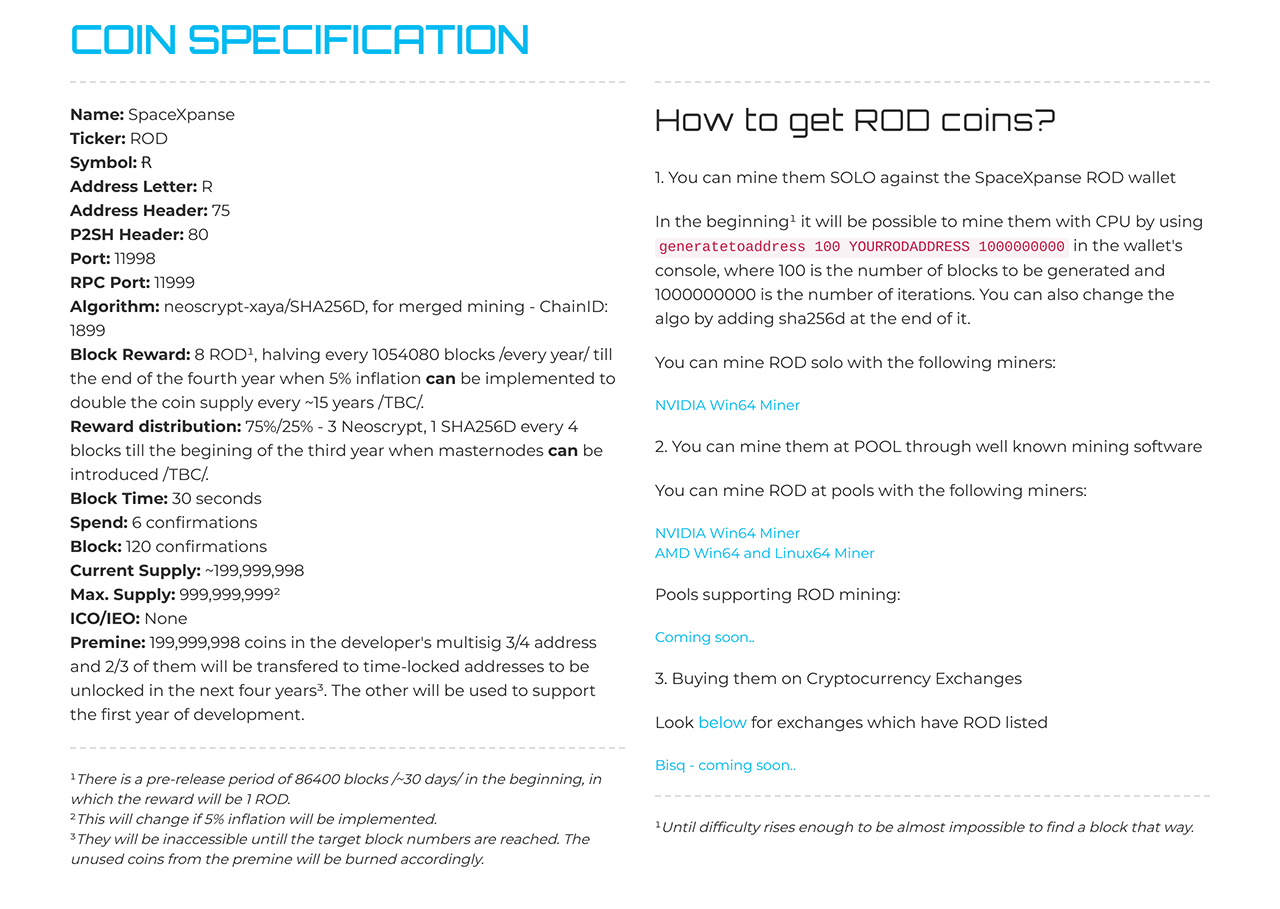 COIN SPECIFICATION
Name: SpaceXpanse
Ticker: ROD
Symbol: Ɍ
Address Letter: R
Address Header: 75
P2SH Header: 80
Port: 11998
RPC Port: 11999
Algorithm: neoscrypt-xaya/SHA256D, for merged mining - ChainID:
1899
Block Reward: 8 ROD¹, halving every 1054080 blocks /every year/ till
the end of the fourth year when 5% inflation can be implemented to
double the coin supply every ~15 years /TBC/.
Reward distribution: 75%/25% - 3 Neoscrypt, 1 SHA256D every 4
blocks till the begining of the third year when masternodes can be
introduced /TBC/.
Block Time: 30 seconds
Spend: 6 confirmations
Block: 120 confirmations
Current Supply: ~199,999,998
Max. Supply: 999,999,999²
ICO/IEO: None
Premine: 199,999,998 coins in the developer's multisig 3/4 address
and 2/3 of them will be transfered to time-locked addresses to be
unlocked in the next four years³. The other will be used to support
the first year of development.
¹There is a pre-release period of 86400 blocks /~30 days/ in the beginning, in
which the reward will be 1 ROD.
²This will change if 5% inflation will be implemented.
³They will be inaccessible untill the target block numbers are reached. The
unused coins from the premine will be burned accordingly.
How to get ROD coins?
1. You can mine them SOLO against the SpaceXpanse ROD wallet
In the beginning¹ it will be possible to mine them with CPU by using
generatetoaddress 100 YOURRODADDRESS 1000000000 in the wallet's
console, where 100 is the number of blocks to be generated and
1000000000 is the number of iterations. You can also change the
algo by adding sha256d at the end of it.
You can mine ROD solo with the following miners:
NVIDIA Win64 Miner
2. You can mine them at POOL through well known mining software
You can mine ROD at pools with the following miners:
NVIDIA Win64 Miner
AMD Win64 and Linux64 Miner
Pools supporting ROD mining:
Coming soon..
3. Buying them on Cryptocurrency Exchanges
Look below for exchanges which have ROD listed
Bisq - coming soon..
¹Until difficulty rises enough to be almost impossible to find a block that way.